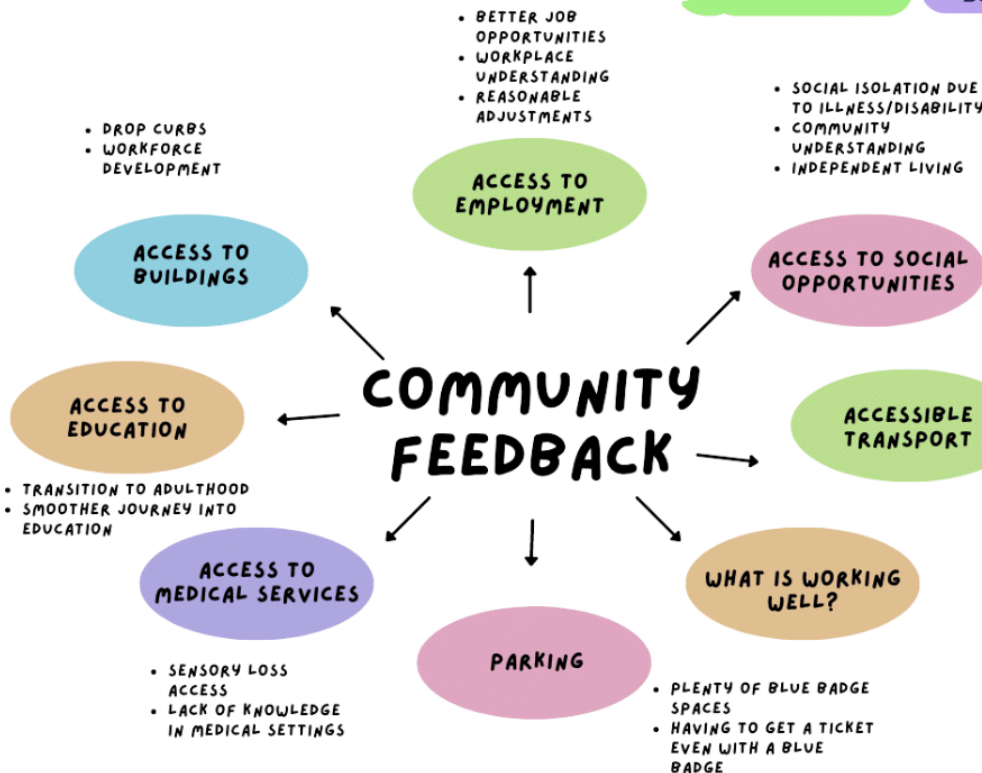 • BETTER JOB
OPPORTUNITIES
• WORKPLACE
UNDERSTANDING
• REASONABLE
ADJUSTMENTS
• SOCIAL ISOLATION DUE
TO ILLNESS/DISABILITY
• COMMUNITY
UNDERSTANDING
• INDEPENDENT LIVING
• DROP CURBS
• WORKFORCE
DEVELOPMENT
ACCESS TO
EMPLOYMENT
ACCESS TO
BUILDINGS
ACCESS TO SOCIAL
OPPORTUNITIES
COMMUNITY
FEEDBACK
ACCESS TO
EDUCATION
ACCESSIBLE
TRANSPORT
• TRANSITION TO ADULTHOOD
• SMOOTHER JOURNEY INTO
EDUCATION
ACCESS TO
MEDICAL SERVICES
WHAT IS WORKING
WELL?
PARKING
• SENSORY LOSS
ACCESS
• LACK OF KNOWLEDGE
IN MEDICAL SETTINGS
• PLENTY OF BLUE BADGE
SPACES
• HAVING TO GET A TICKET
EVEN WITH A BLUE
BADGE